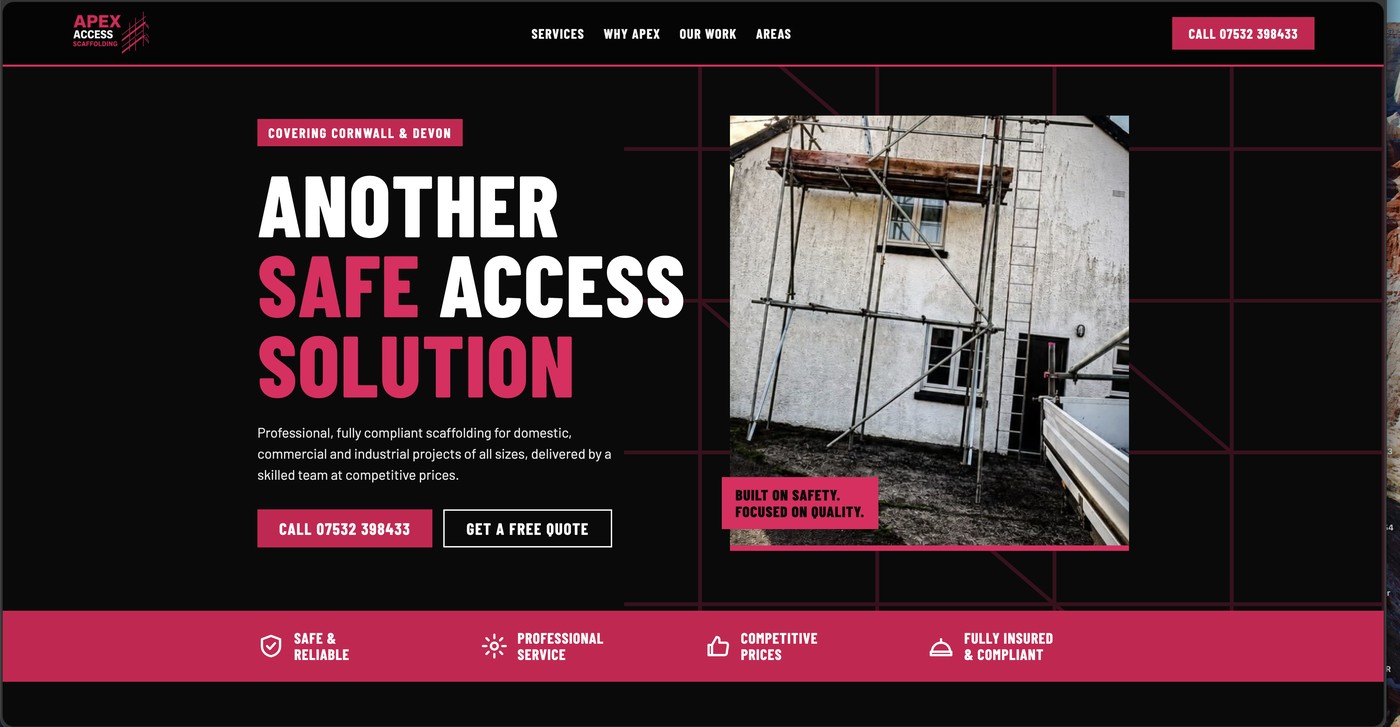 APEX
ACCESS
SCAFFOLDING
SERVICES
WHY APEX
OUR WORK
AREAS
CALL 07532 398433
COVERING CORNWALL & DEVON
ANOTHER
SAFE ACCESS
SOLUTION
Professional, fully compliant scaffolding for domestic,
commercial and industrial projects of all sizes, delivered by a
skilled team at competitive prices.
CALL 07532 398433
GET A FREE QUOTE
BUILT ON SAFETY.
FOCUSED ON QUALITY.
SAFE &
RELIABLE
PROFESSIONAL
SERVICE
COMPETITIVE
PRICES
FULLY INSURED
& COMPLIANT